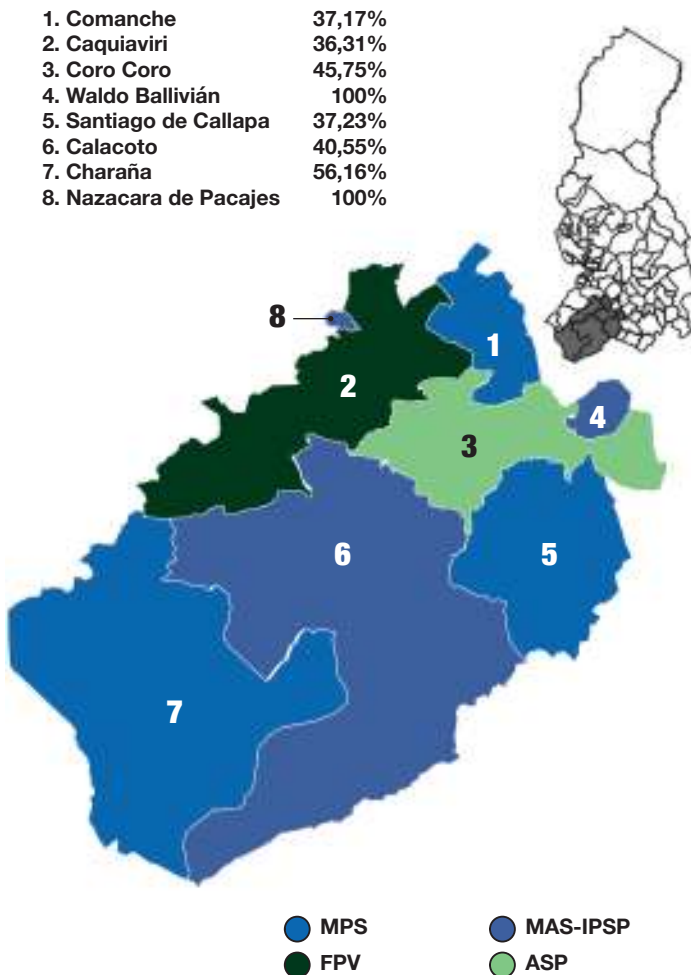 1. Comanche 37,17%
2. Caquiaviri 36,31%
3. Coro Coro 45,75%
4. Waldo Ballivián 100%
5. Santiago de Callapa 37,23%
6. Calacoto 40,55%
7. Charaña 56,16%
8. Nazacara de Pacajes 100%
8
1
2
4
3
6
5
7
MPS MAS-IPSP
FPV ASP